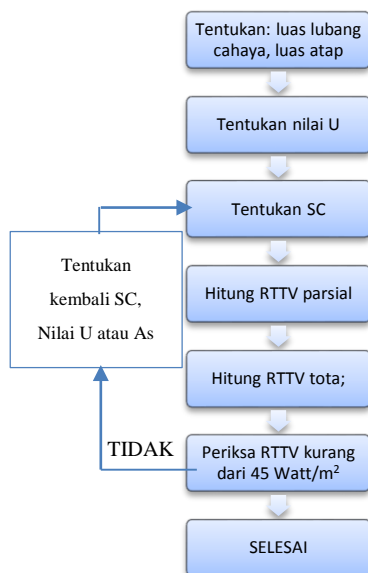 Tentukan: luas lubang
cahaya, luas atap
Tentukan nilai U
Tentukan SC
Tentukan
kembali SC,
Nilai U atau As
Hitung RTTV parsial
Hitung RTTV tota;
TIDAK
Periksa RTTV kurang
dari 45 Watt/m²
SELESAI